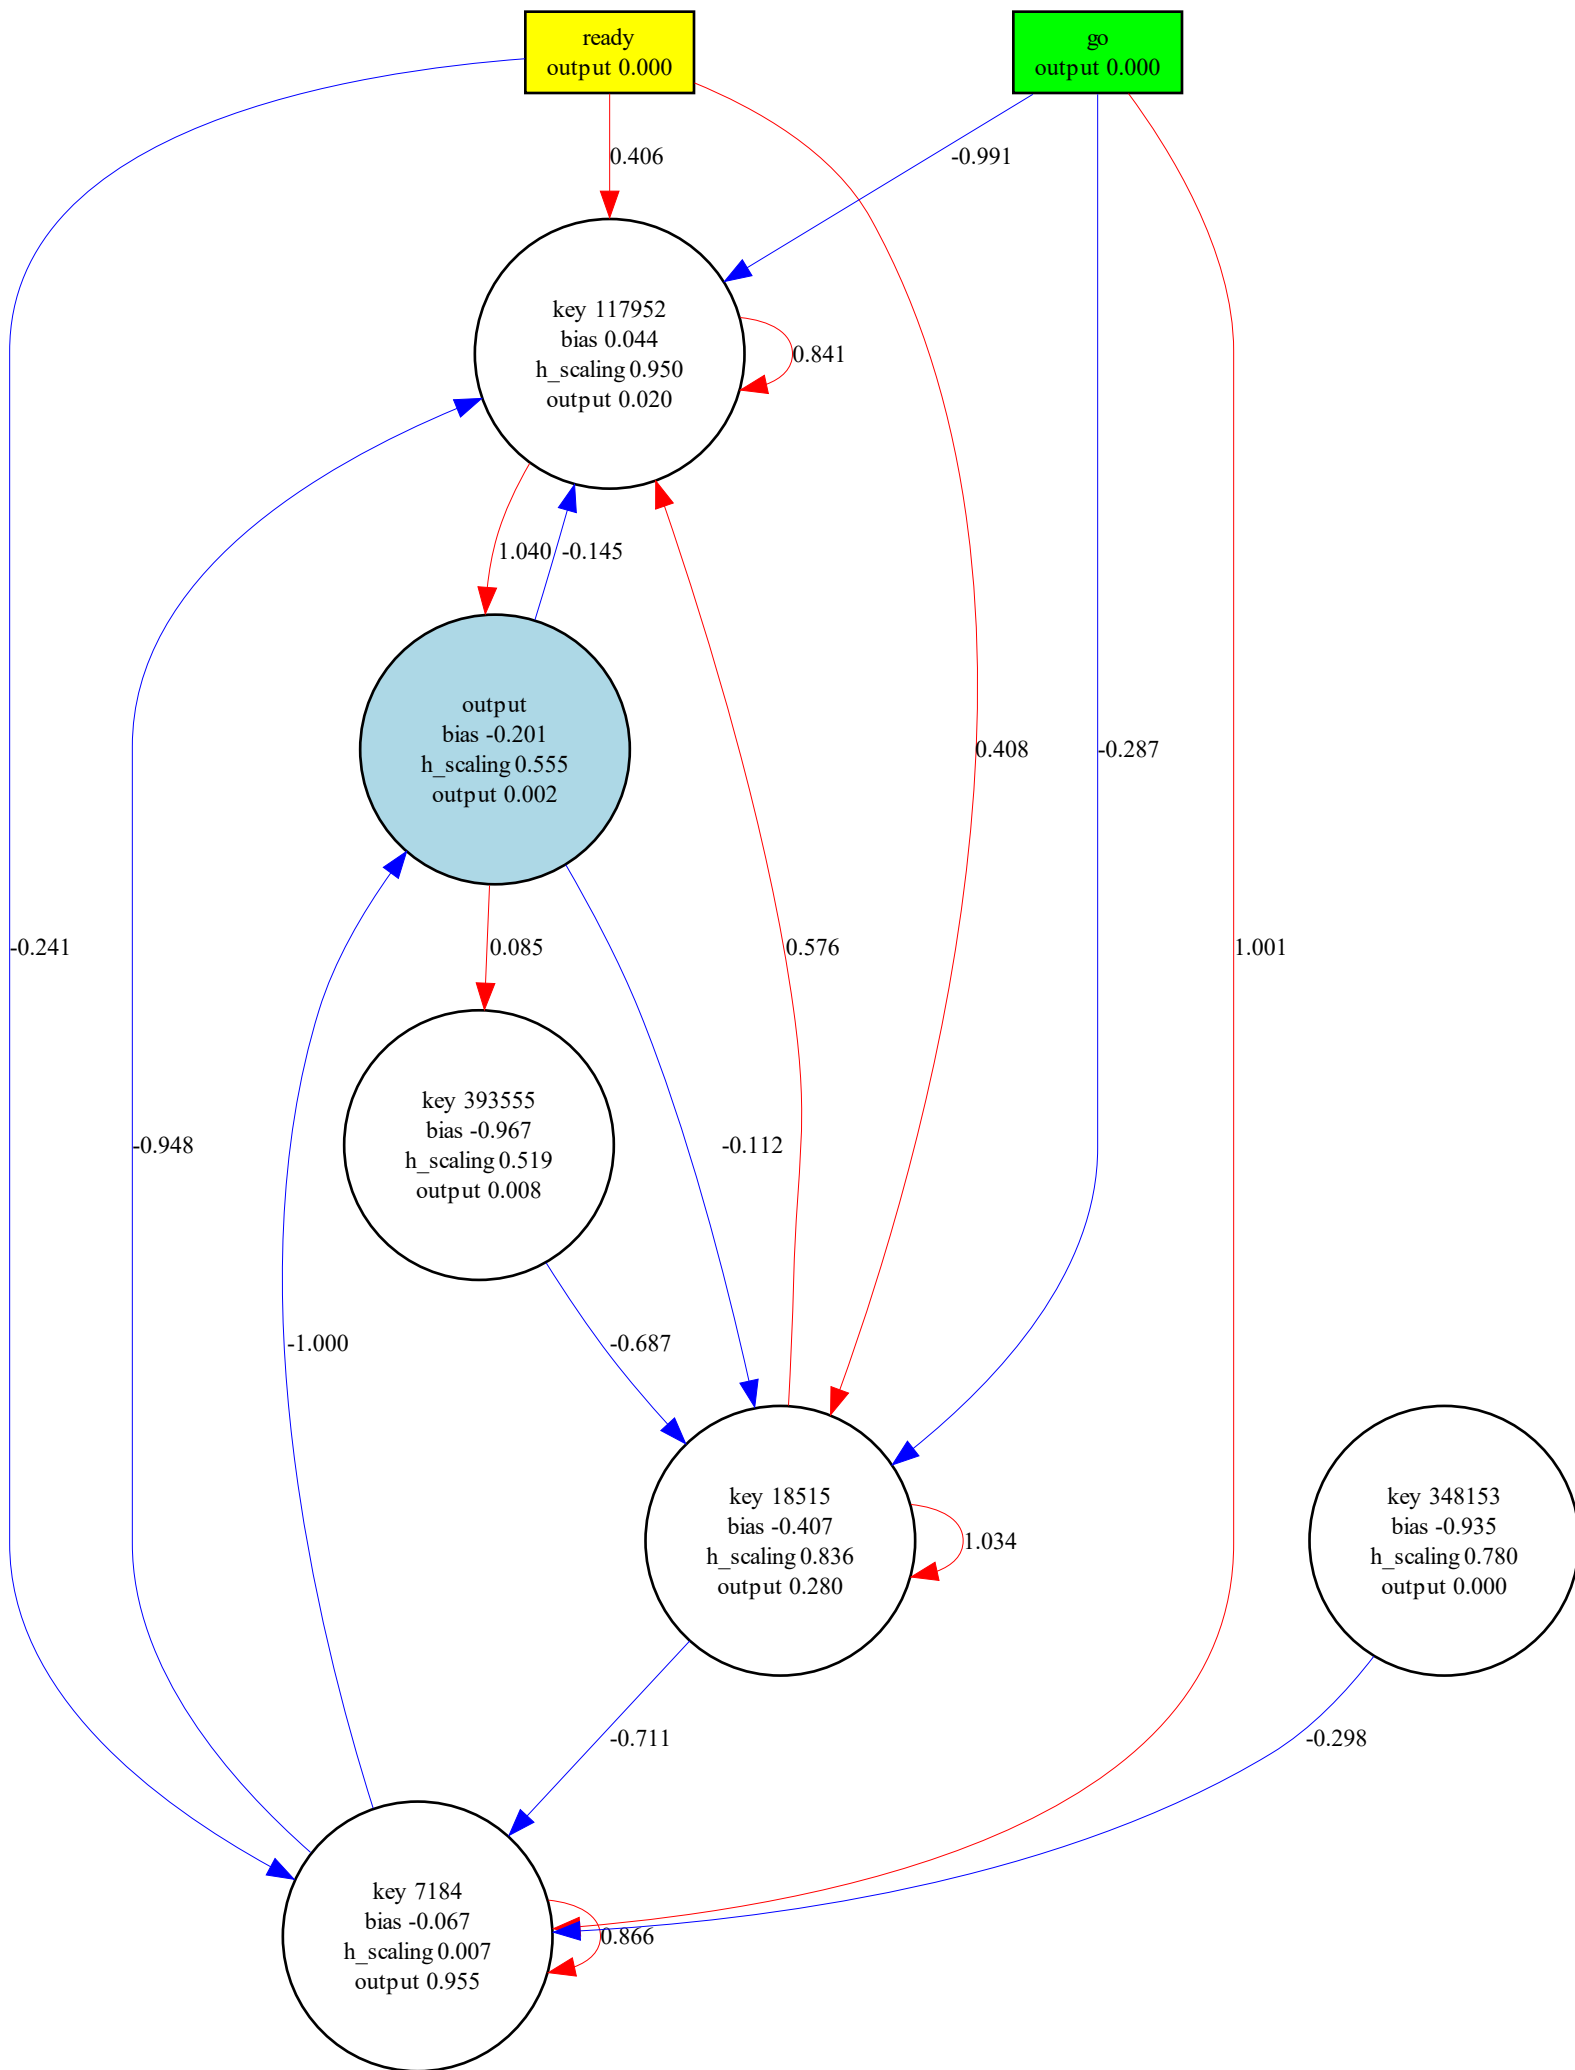 ready
output 0.000
go
output 0.000
0.406
-0.991
key 117952
bias 0.044
h_scaling 0.950
output 0.020
0.841
1.040
-0.145
output
bias -0.201
h_scaling 0.555
output 0.002
0.408
-0.287
-0.241
0.085
0.576
1.001
key 393555
bias -0.967
h_scaling 0.519
output 0.008
-0.948
-0.112
-1.000
-0.687
key 18515
bias -0.407
h_scaling 0.836
output 0.280
1.034
key 348153
bias -0.935
h_scaling 0.780
output 0.000
-0.711
-0.298
key 7184
bias -0.067
h_scaling 0.007
output 0.955
0.866